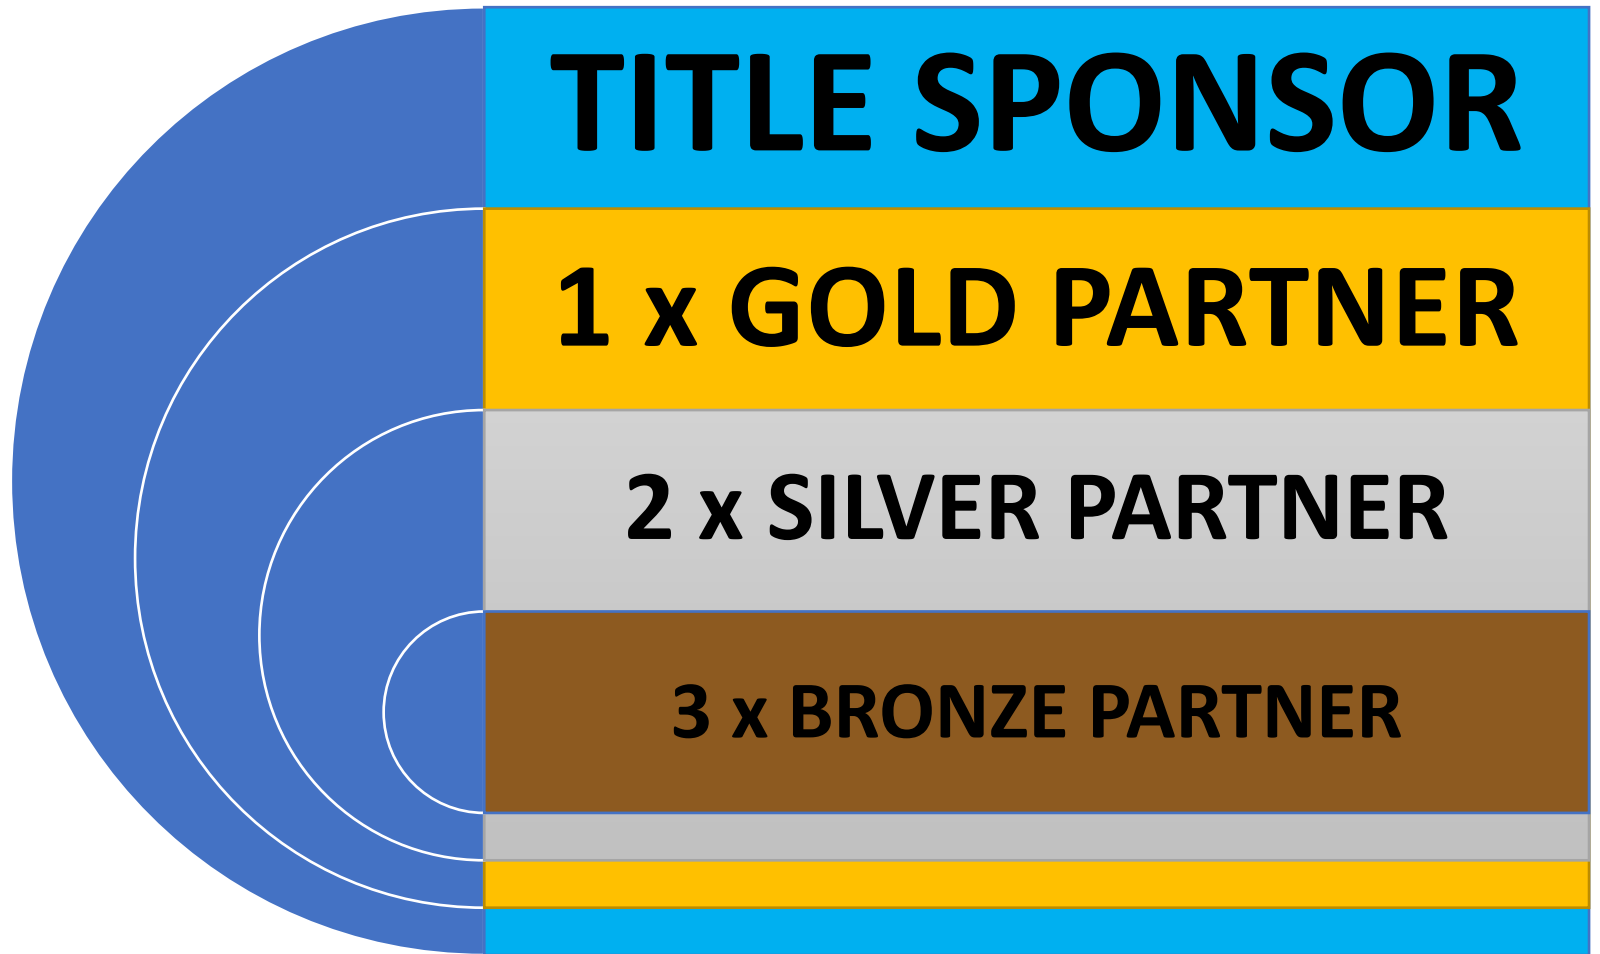 TITLE SPONSOR
1 x GOLD PARTNER
2 x SILVER PARTNER
3 x BRONZE PARTNER